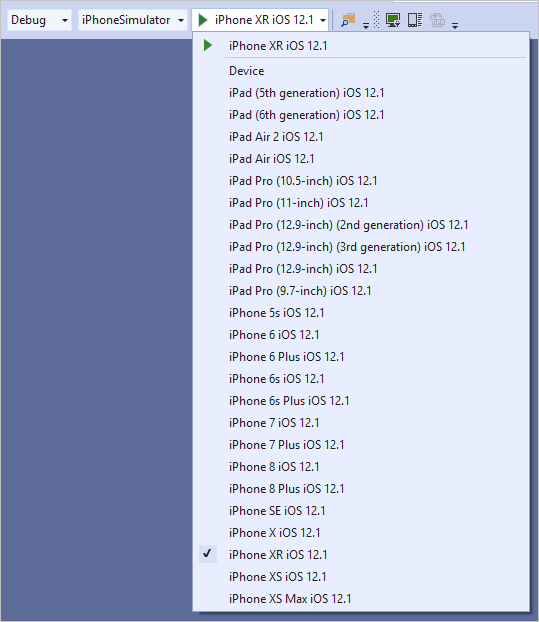 Debug iPhoneSimulator iPhone XR iOS 12.1
iPhone XR iOS 12.1
Device
iPad (5th generation) iOS 12.1
iPad (6th generation) iOS 12.1
iPad Air 2 iOS 12.1
iPad Air iOS 12.1
iPad Pro (10.5-inch) iOS 12.1
iPad Pro (11-inch) iOS 12.1
iPad Pro (12.9-inch) (2nd generation) iOS 12.1
iPad Pro (12.9-inch) (3rd generation) iOS 12.1
iPad Pro (12.9-inch) iOS 12.1
iPad Pro (9.7-inch) iOS 12.1
iPhone 5s iOS 12.1
iPhone 6 iOS 12.1
iPhone 6 Plus iOS 12.1
iPhone 6s iOS 12.1
iPhone 6s Plus iOS 12.1
iPhone 7 iOS 12.1
iPhone 7 Plus iOS 12.1
iPhone 8 iOS 12.1
iPhone 8 Plus iOS 12.1
iPhone SE iOS 12.1
iPhone X iOS 12.1
iPhone XR iOS 12.1
iPhone XS iOS 12.1
iPhone XS Max iOS 12.1